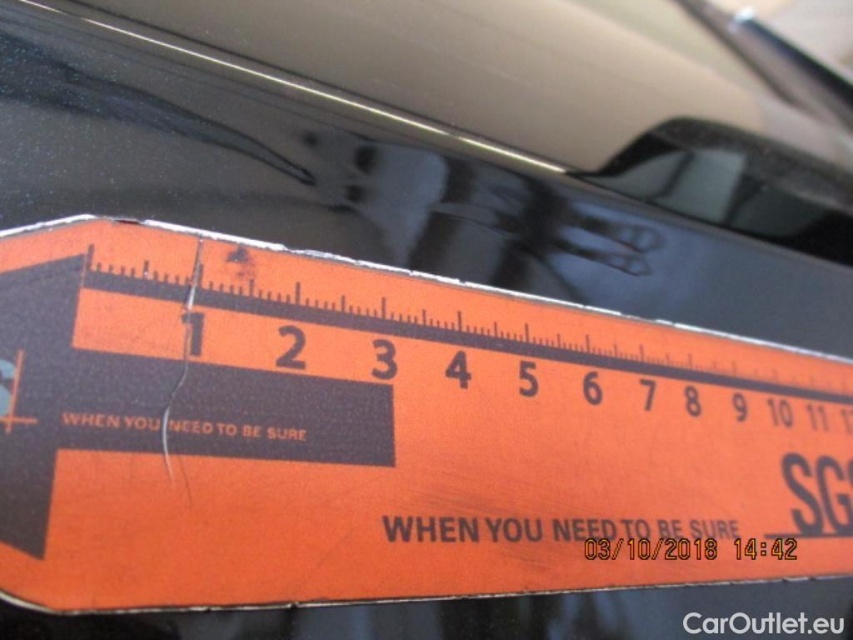 1 2 3 4 5 6 7 8 9 10 11
WHEN YOU NEED TO BE SURE
SGS
WHEN YOU NEED TO BE SURE
03/10/2018 14:42
CarOutlet.eu